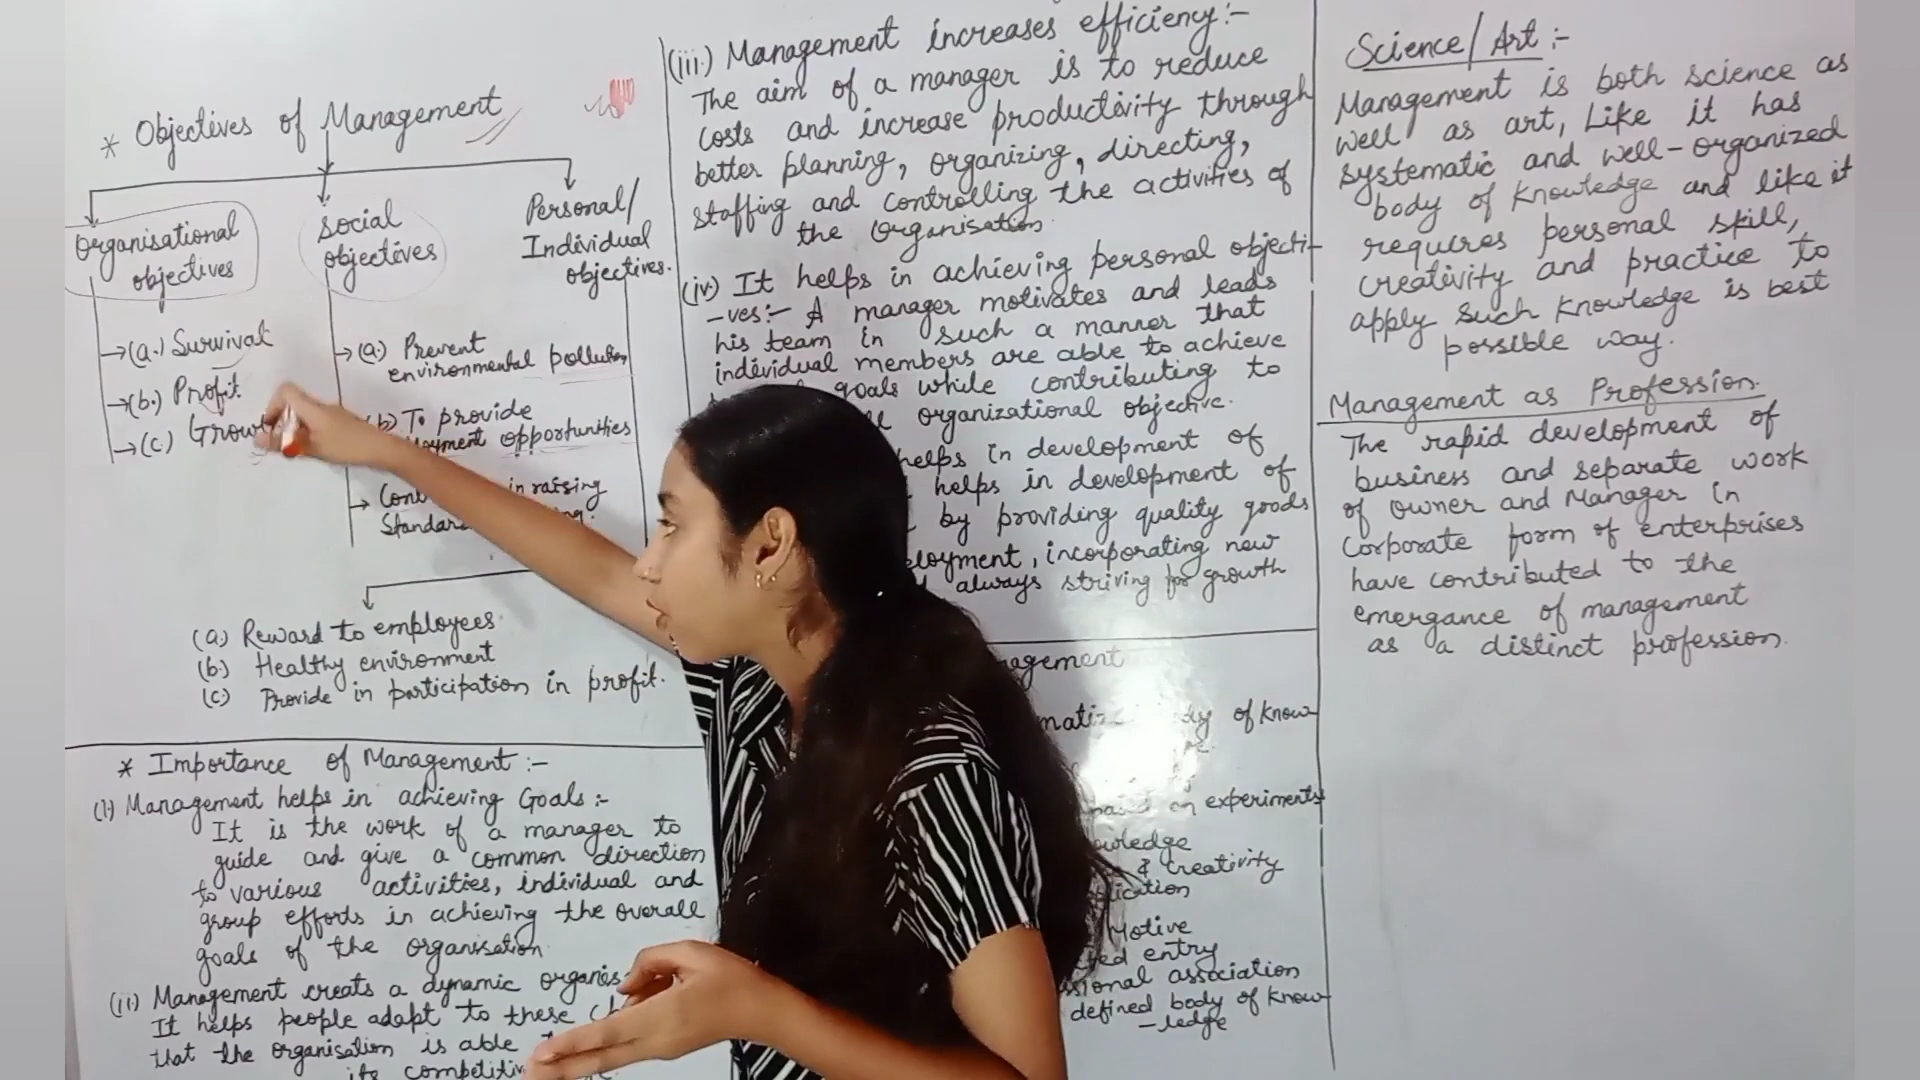 * Objectives of Management
Organisational
objectives
Social
objectives
Personal/
Individual
objectives.
→(a.) Survival
→(b.) Profit
→(c.) Growth
→(a.) Prevent
environmental pollution
(b) To provide
opportunities
→ in raising
(a.) Reward to employees
(b) Healthy environment
(c) Provide in participation in profit.
* Importance of Management :-
(i.) Management helps in achieving Goals :-
It is the work of a manager to
guide and give a common direction
to various activities, individual and
group efforts in achieving the overall
goals of the organisation
(ii) Management creats a dynamic
It helps people adapt to these
that the organisation is able
its
(iii.) Management increases efficiency :-
The aim of a manager is to reduce
costs and increase productivity through
better planning, organizing, directing,
staffing and controlling the activities of
the Organisation
(iv.) It helps in achieving personal objecti-
-ves :- A manager motivates and leads
his team in such a manner that
individual members are able to achieve
goals while contributing to
organizational objective.
helps in development of
helps in development of
by providing quality goods
, incorporating new
always striving for growth
of know-
on experiments
& creativity
Motive
entry
association
defined body of know-
-ledge
Science/Art :-
Management is both science as
well as art, Like it has
systematic and well-organized
body of knowledge and like it
requires personal skill,
creativity and practice to
apply such knowledge is best
possible way.
Management as Profession.
The rapid development of
business and separate work
of owner and Manager in
Corporate form of enterprises
have contributed to the
emergance of management
as a distinct profession.